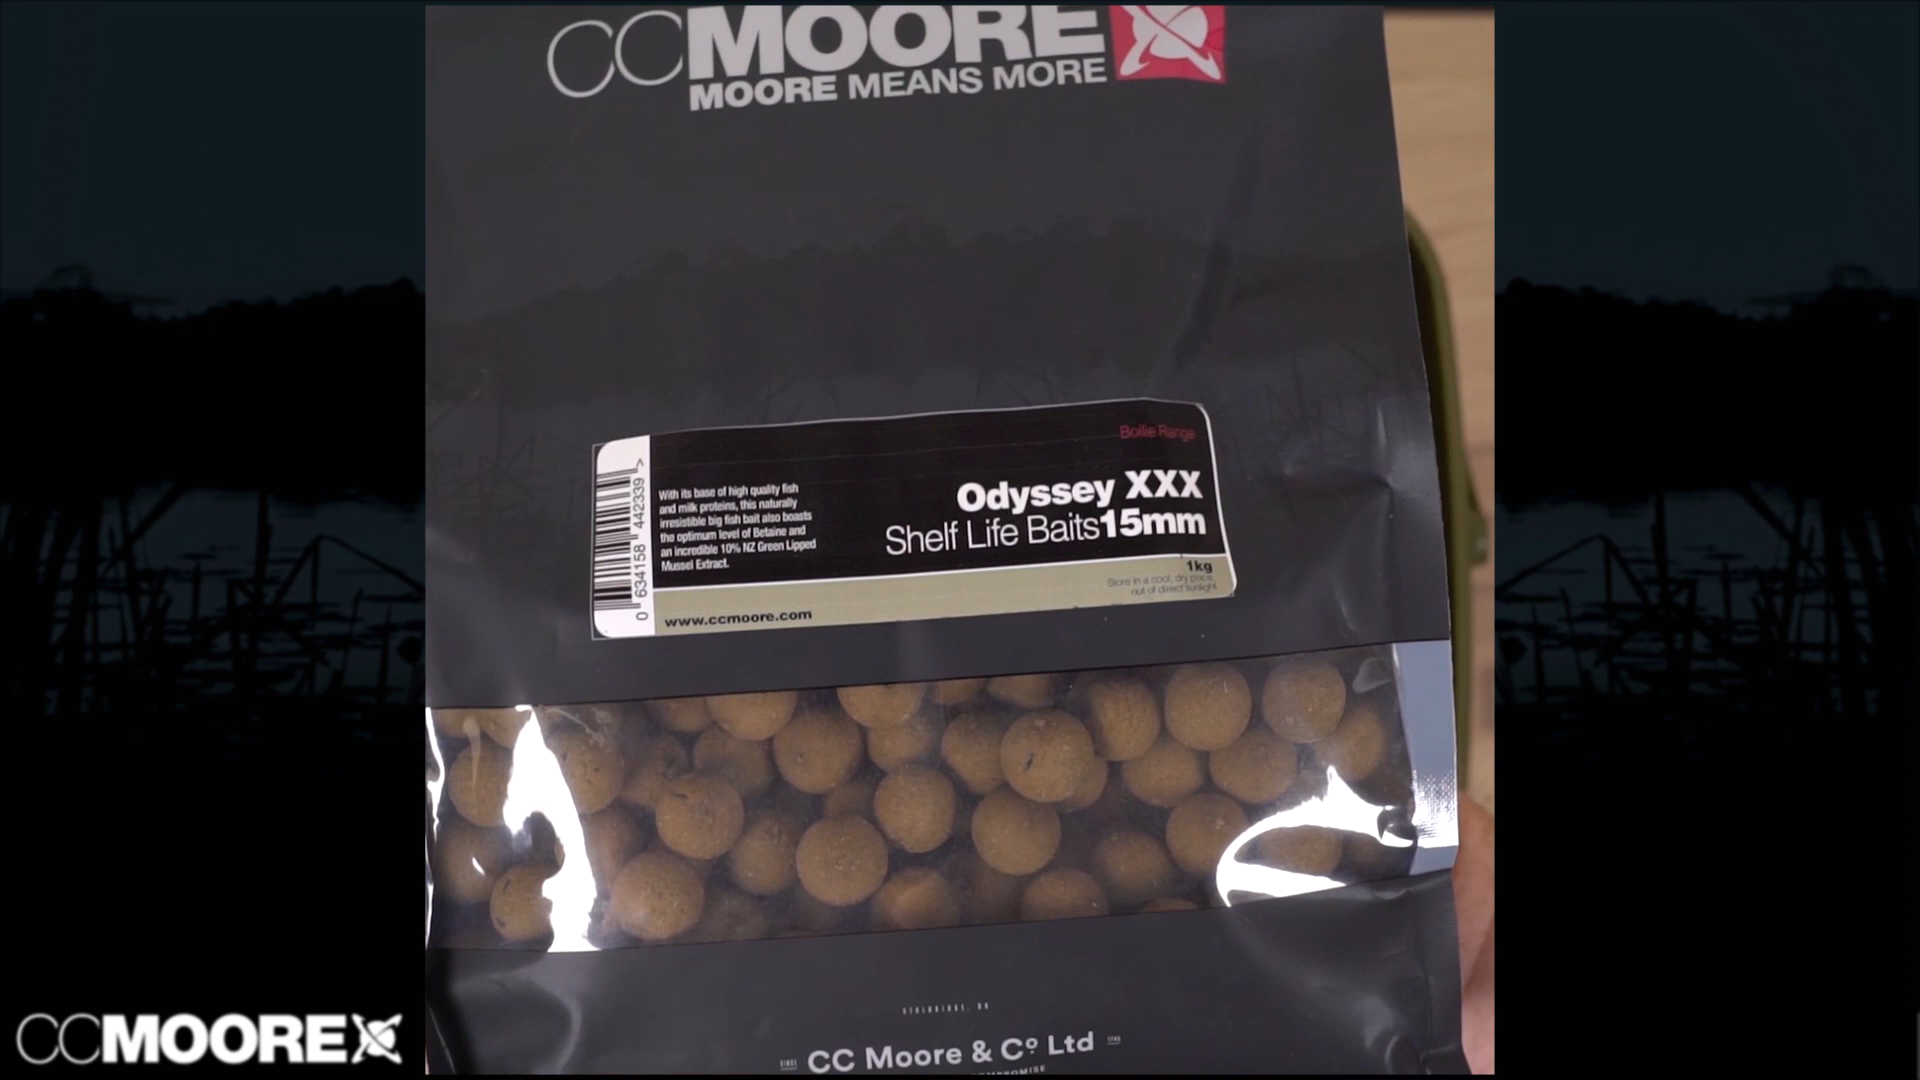 CCMOORE
MOORE MEANS MORE
Boilie Range
Odyssey XXX
Shelf Life Baits 15mm
With its base of high quality fish
and milk proteins, this naturally
irresistible big fish bait also boasts
the optimum level of Betaine and
an incredible 10% NZ Green Lipped
Mussel Extract.
0 634158 442339 >
1kg
Store in a cool, dry place,
out of direct sunlight
www.ccmoore.com
CC Moore & Cº Ltd
CCMOORE